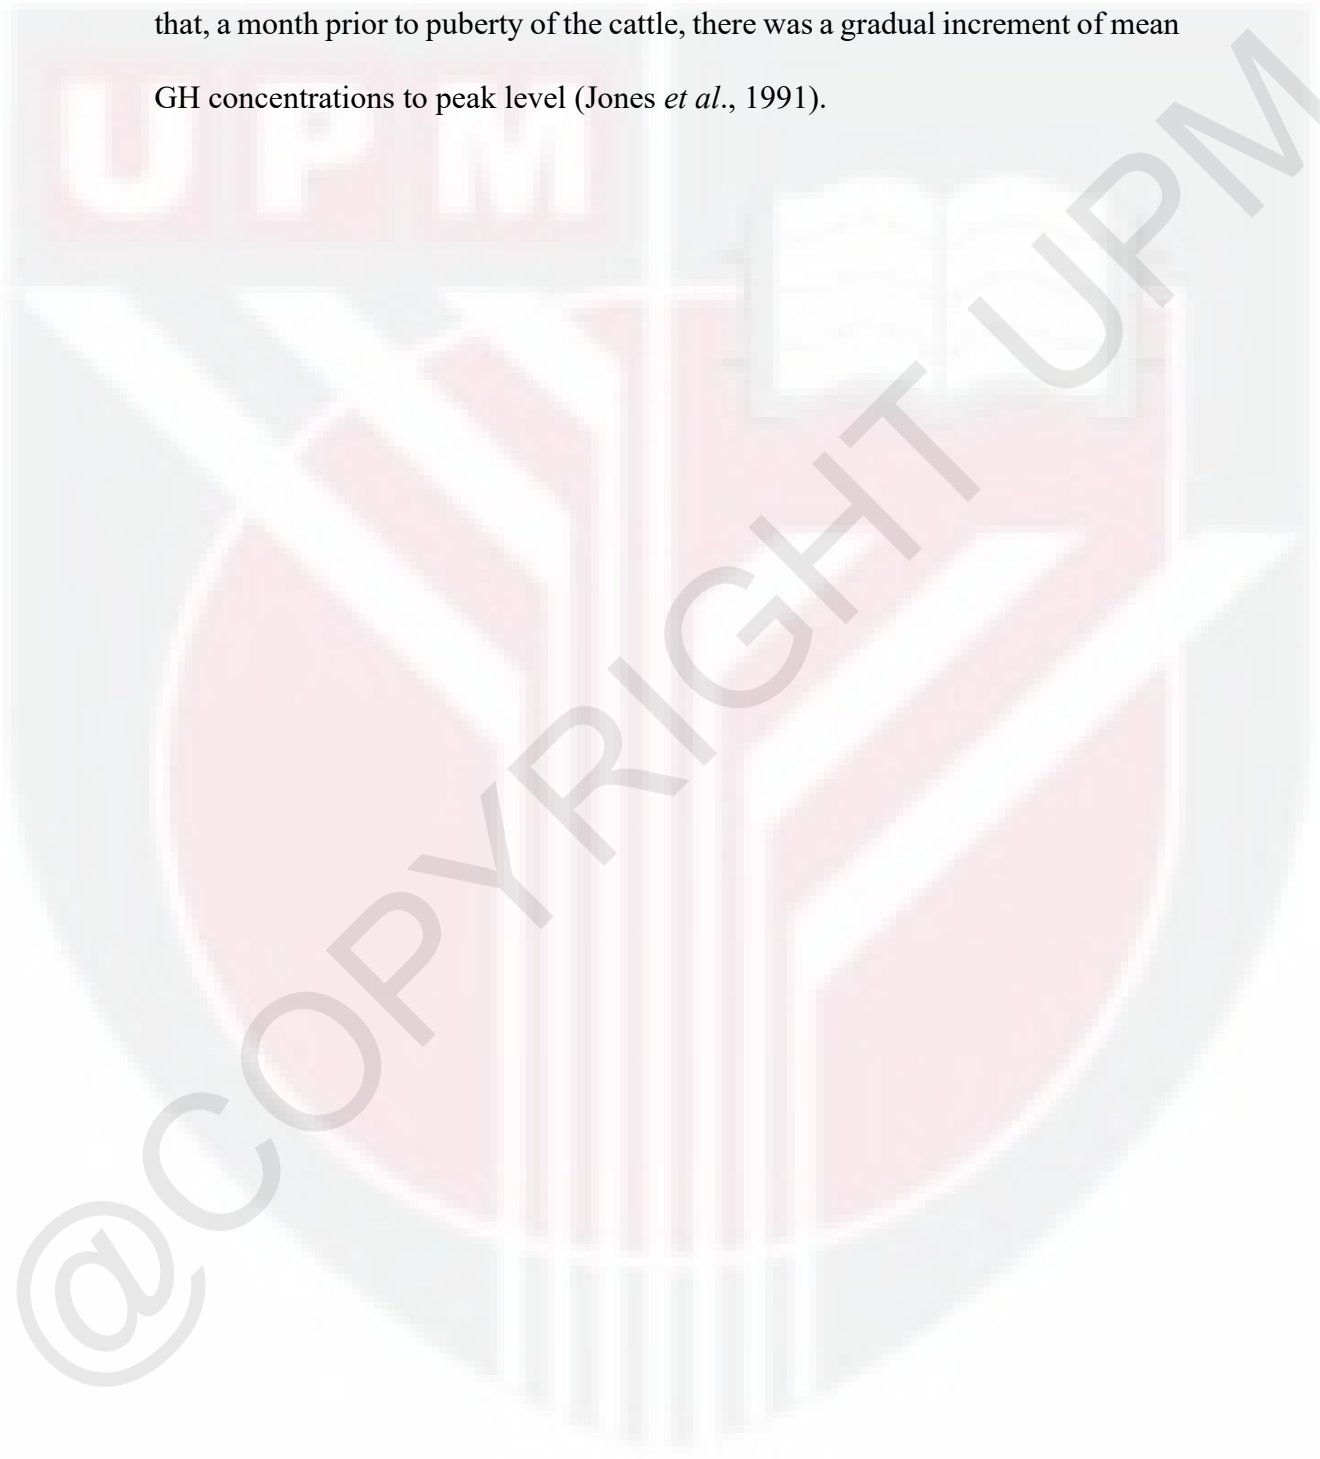 that, a month prior to puberty of the cattle, there was a gradual increment of mean
GH concentrations to peak level (Jones et al., 1991).
UPM
@COPYRIGHT UPM